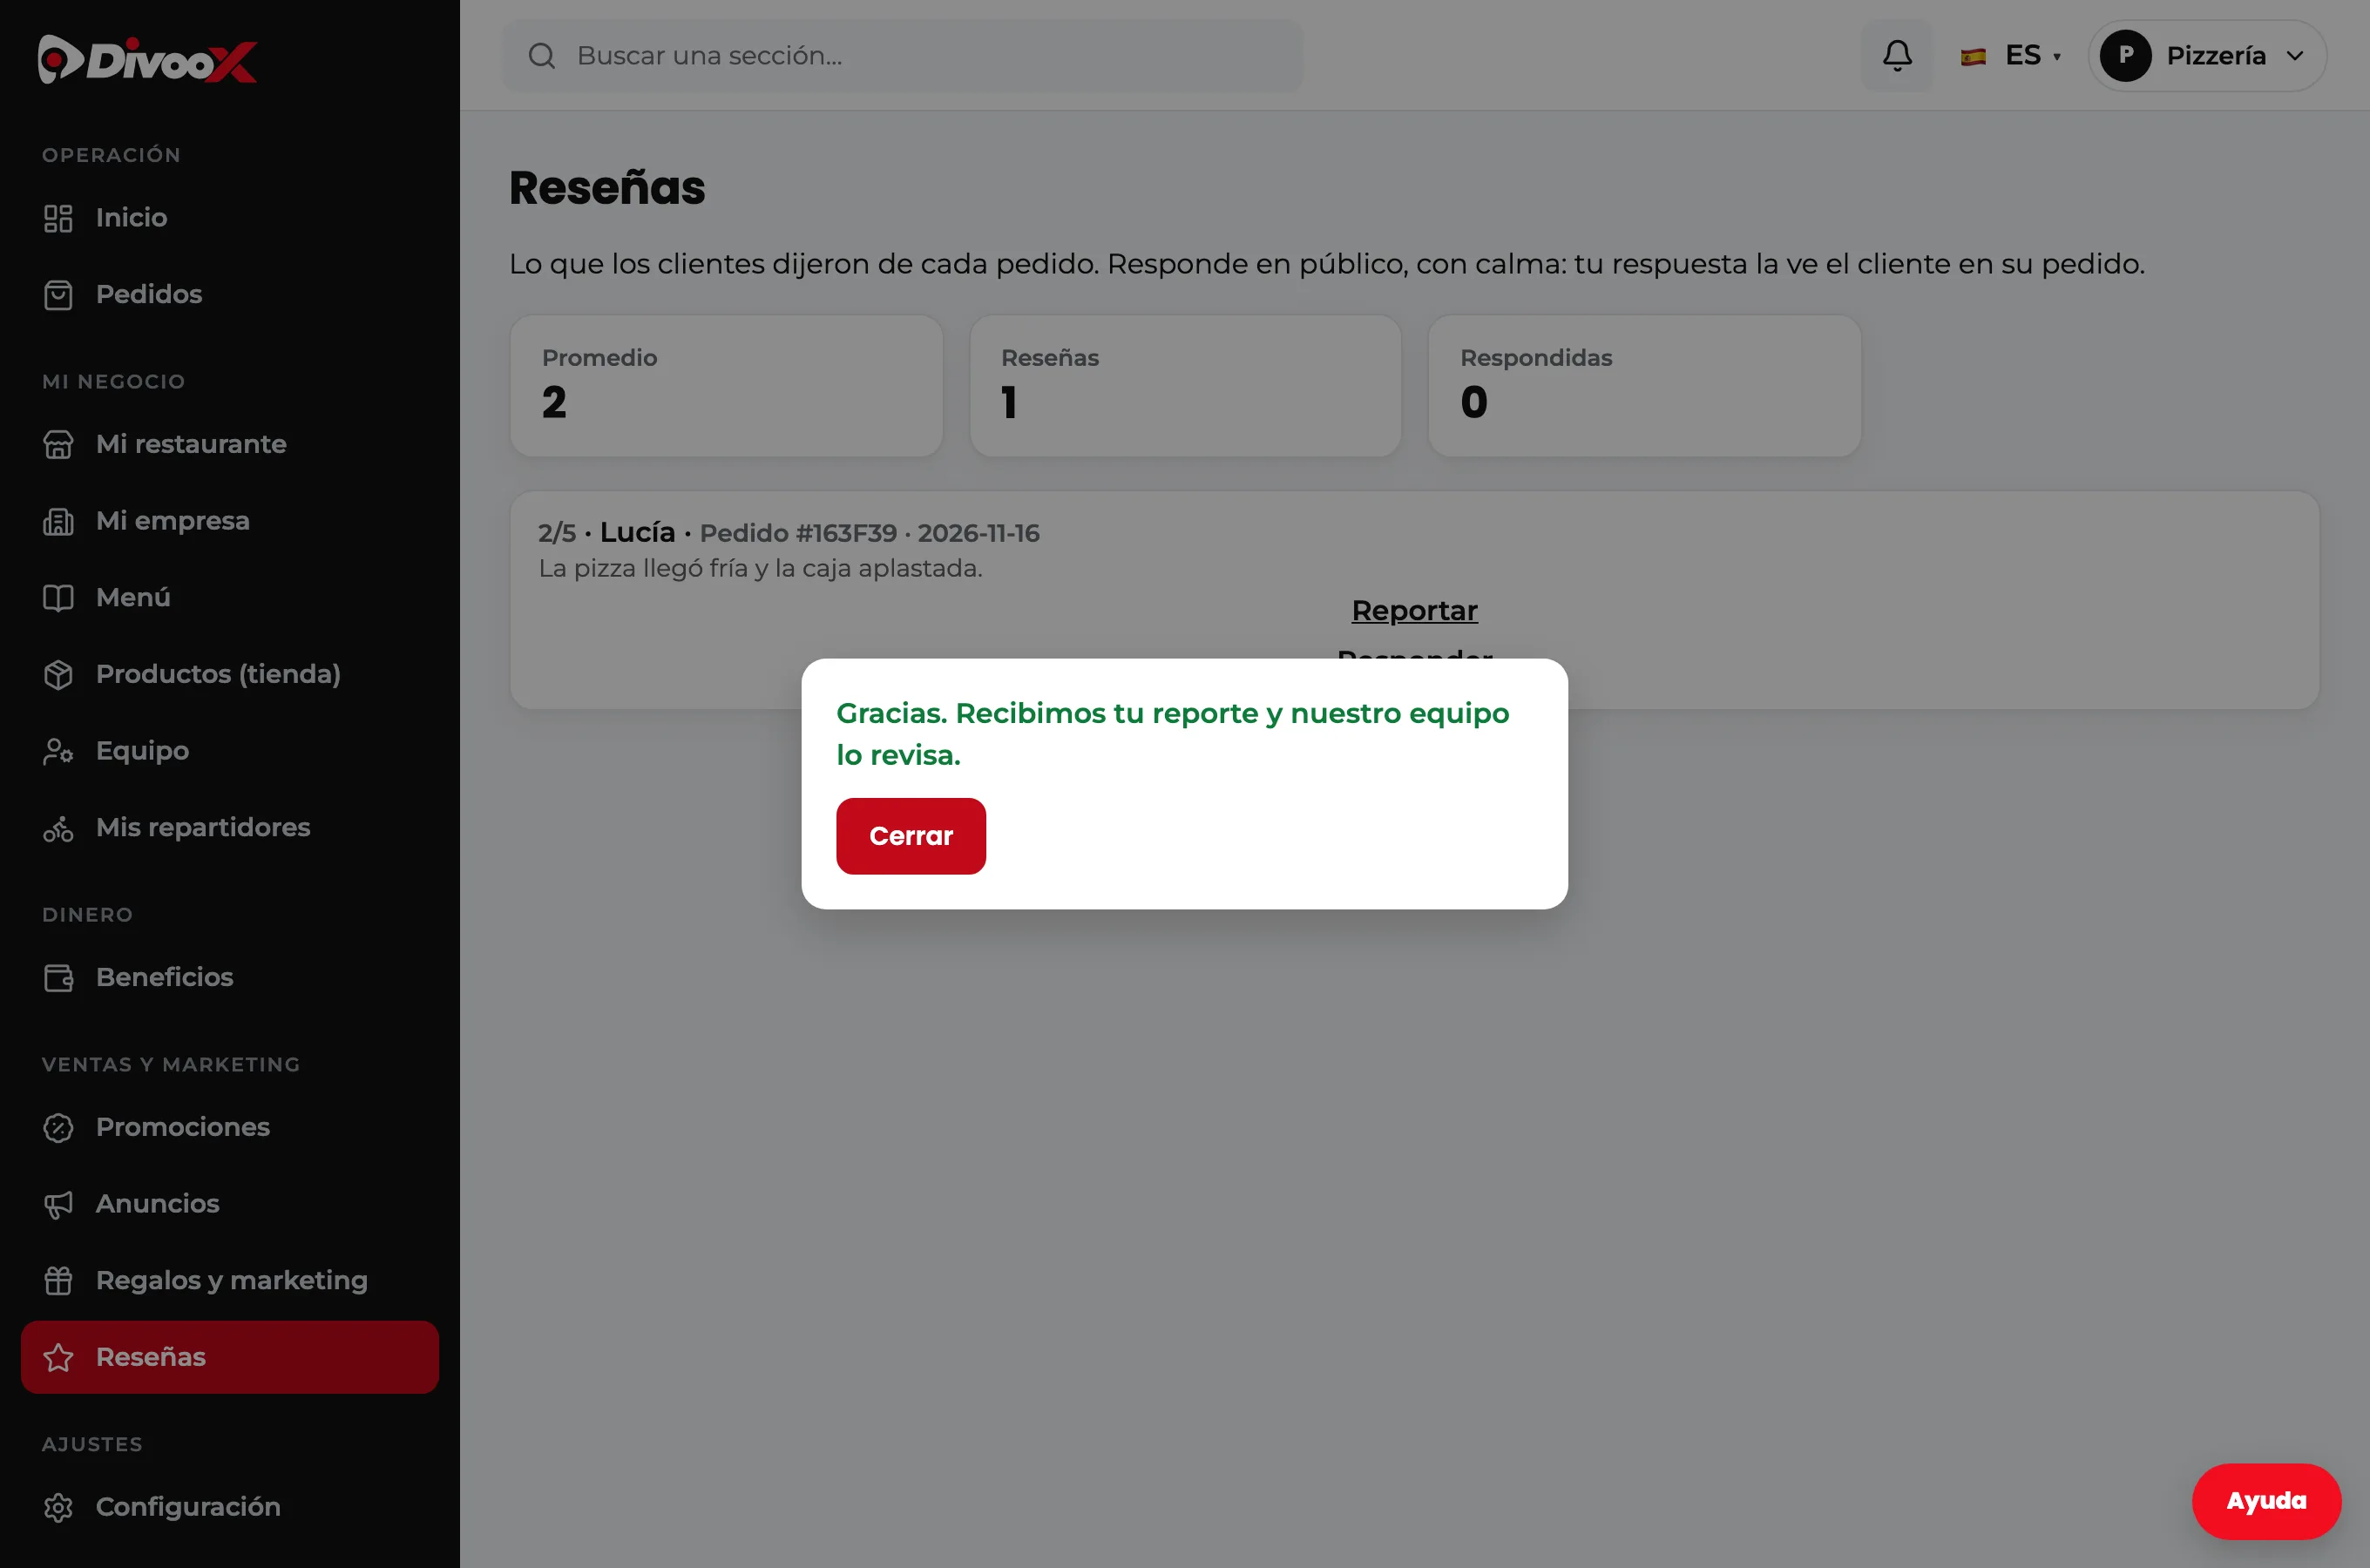 DivooX
OPERACIÓN
Inicio
Pedidos
MI NEGOCIO
Mi restaurante
Mi empresa
Menú
Productos (tienda)
Equipo
Mis repartidores
DINERO
Beneficios
VENTAS Y MARKETING
Promociones
Anuncios
Regalos y marketing
Reseñas
AJUSTES
Configuración
Buscar una sección...
ES
P
Pizzería
Reseñas
Lo que los clientes dijeron de cada pedido. Responde en público, con calma: tu respuesta la ve el cliente en su pedido.
Promedio
2
Reseñas
1
Respondidas
0
2/5 · Lucía · Pedido #163F39 · 2026-11-16
La pizza llegó fría y la caja aplastada.
Reportar
Responder
Gracias. Recibimos tu reporte y nuestro equipo
lo revisa.
Cerrar
Ayuda